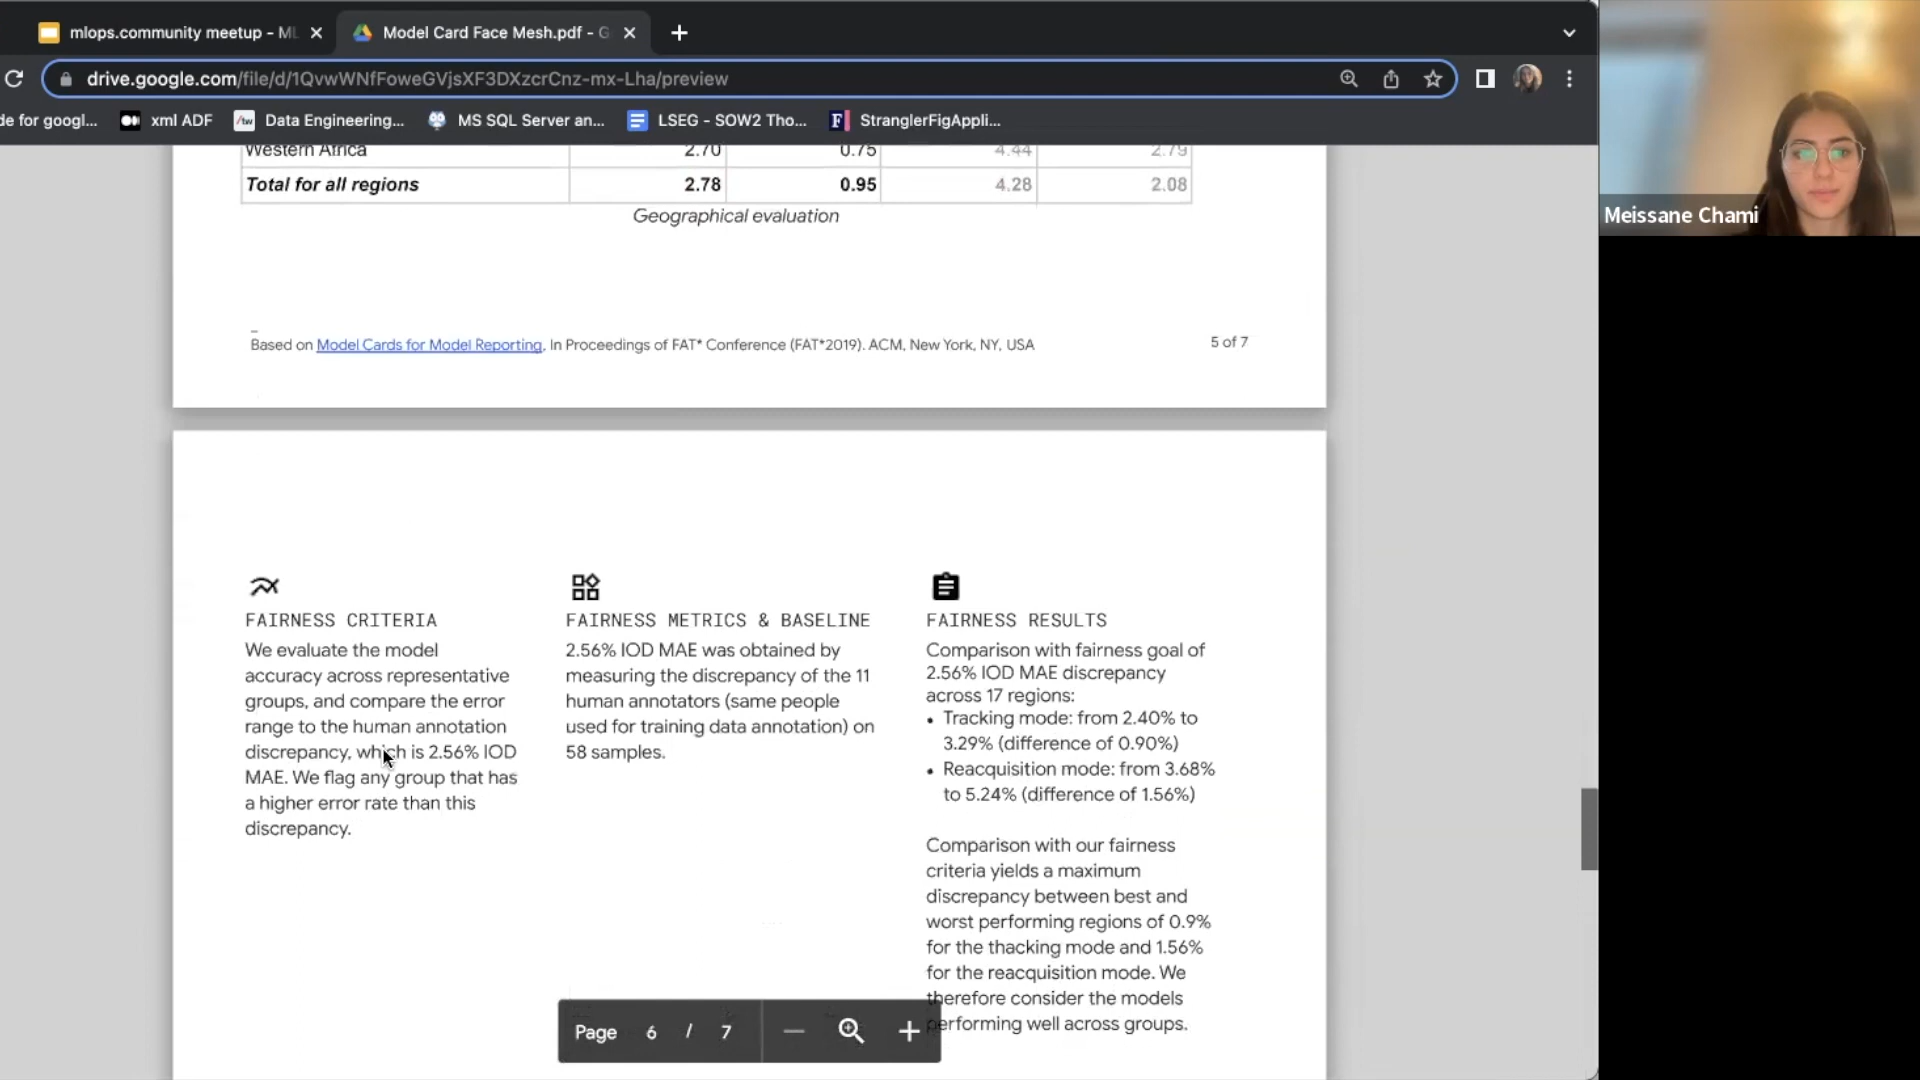 mlops.community meetup - ML
Model Card Face Mesh.pdf - G
drive.google.com/file/d/1QvwWNfFoweGVjsXF3DXzcrCnz-mx-Lha/preview
de for googl...
xml ADF
/tw
Data Engineering...
MS SQL Server an...
LSEG - SOW2 Tho...
F
StranglerFigAppli...
Meissane Chami
Western Africa 2.70 0.75 4.44 2.79
Total for all regions 2.78 0.95 4.28 2.08
Geographical evaluation
Based on Model Cards for Model Reporting, In Proceedings of FAT* Conference (FAT*2019). ACM, New York, NY, USA
5 of 7
FAIRNESS CRITERIA
We evaluate the model
accuracy across representative
groups, and compare the error
range to the human annotation
discrepancy, which is 2.56% IOD
MAE. We flag any group that has
a higher error rate than this
discrepancy.
FAIRNESS METRICS & BASELINE
2.56% IOD MAE was obtained by
measuring the discrepancy of the 11
human annotators (same people
used for training data annotation) on
58 samples.
FAIRNESS RESULTS
Comparison with fairness goal of
2.56% IOD MAE discrepancy
across 17 regions:
• Tracking mode: from 2.40% to
3.29% (difference of 0.90%)
• Reacquisition mode: from 3.68%
to 5.24% (difference of 1.56%)
Comparison with our fairness
criteria yields a maximum
discrepancy between best and
worst performing regions of 0.9%
for the thacking mode and 1.56%
for the reacquisition mode. We
therefore consider the models
performing well across groups.
Page 6 / 7